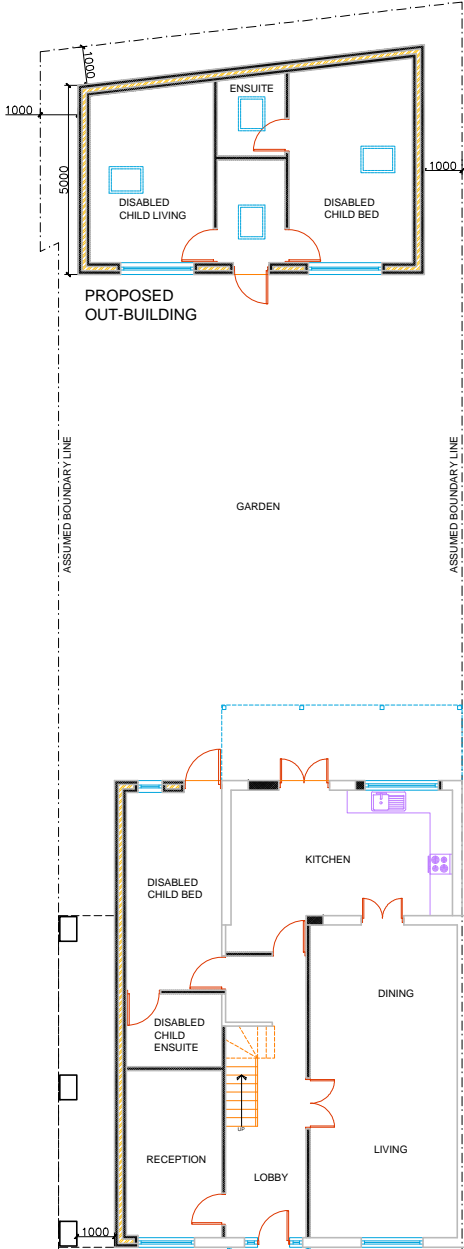 1000
1000
ENSUITE
5000
1000
DISABLED
CHILD LIVING
DISABLED
CHILD BED
PROPOSED
OUT-BUILDING
ASSUMED BOUNDARY LINE
ASSUMED BOUNDARY LINE
GARDEN
KITCHEN
DISABLED
CHILD BED
DINING
DISABLED
CHILD
ENSUITE
LIVING
RECEPTION
LOBBY
1000